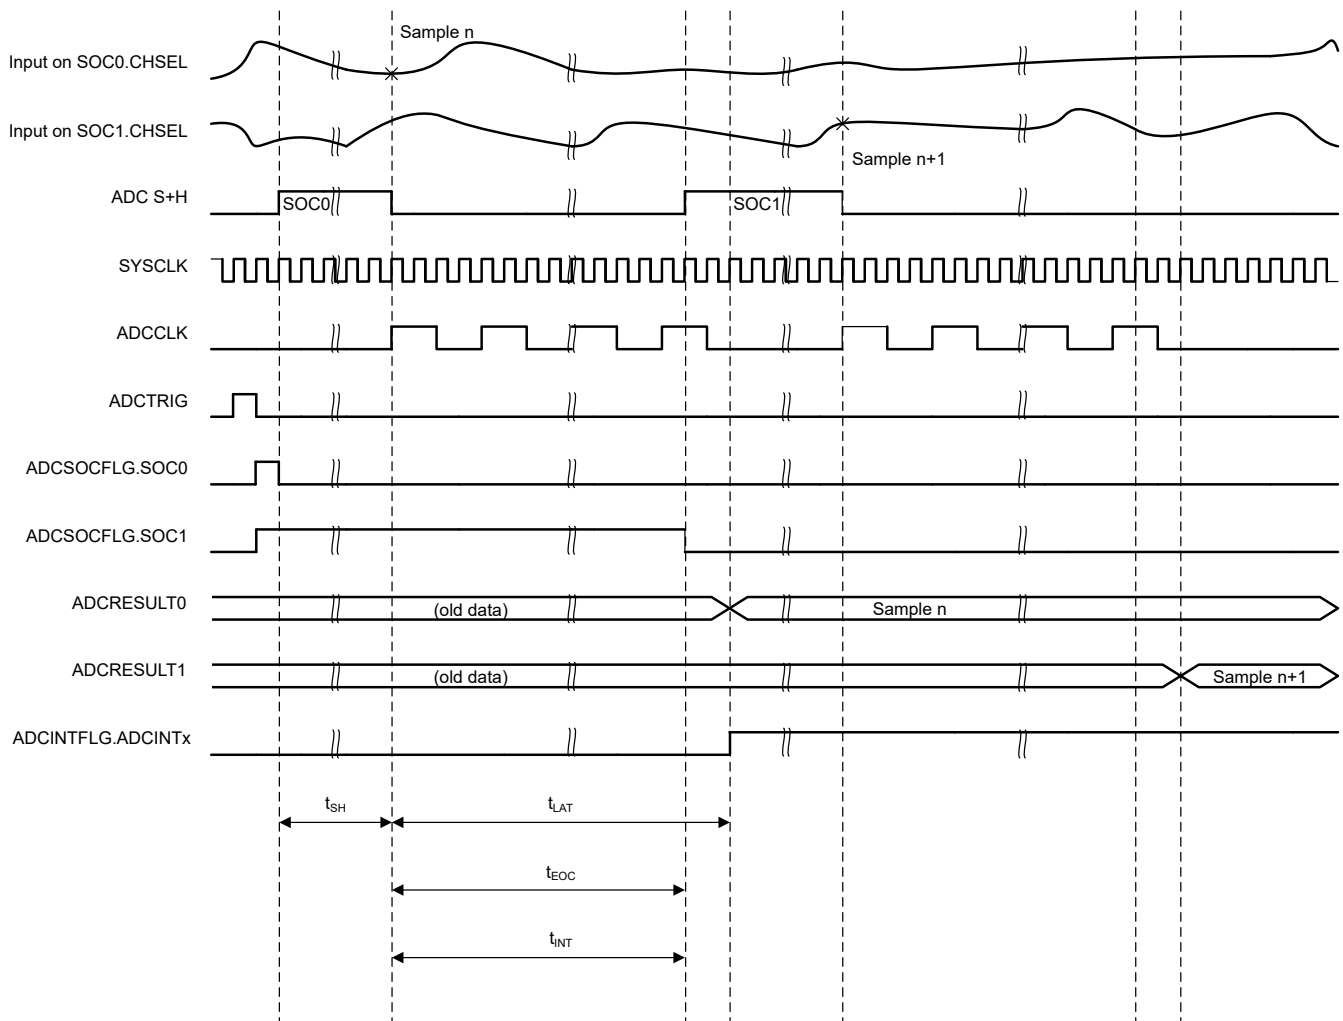 Sample n
Input on SOC0.CHSEL
Input on SOC1.CHSEL
Sample n+1
ADC S+H
SOC0
SOC1
SYSCLK
ADCCLK
ADCTRIG
ADCSOCFLG.SOC0
ADCSOCFLG.SOC1
ADCRESULT0
(old data)
Sample n
ADCRESULT1
(old data)
Sample n+1
ADCINTFLG.ADCINTx
tSH
tLAT
tEOC
tINT